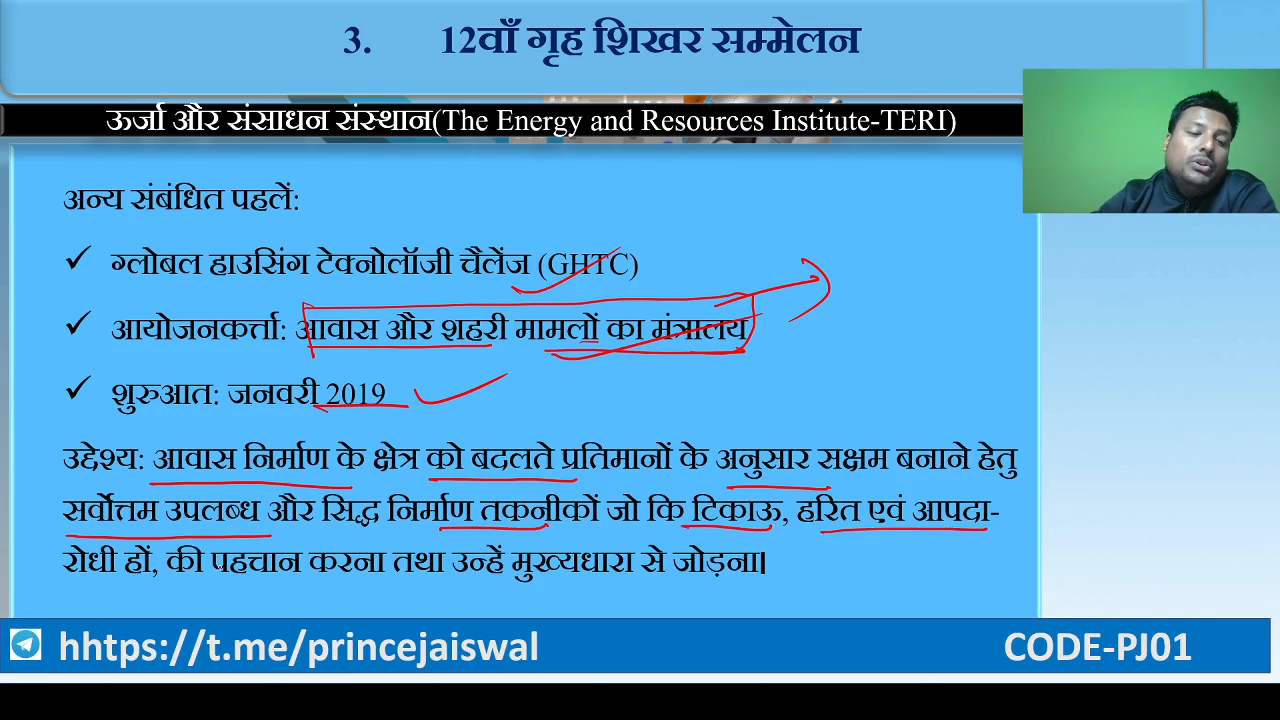 3. 12वाँ गृह शिखर सम्मेलन
ऊर्जा और संसाधन संस्थान(The Energy and Resources Institute-TERI)
अन्य संबंधित पहलें:
✓ ग्लोबल हाउसिंग टेक्नोलॉजी चैलेंज (GHTC)
✓ आयोजनकर्त्ता: आवास और शहरी मामलों का मंत्रालय
✓ शुरुआत: जनवरी 2019
उद्देश्य: आवास निर्माण के क्षेत्र को बदलते प्रतिमानों के अनुसार सक्षम बनाने हेतु
सर्वोत्तम उपलब्ध और सिद्ध निर्माण तकनीकों जो कि टिकाऊ, हरित एवं आपदा-
रोधी हों, की पहचान करना तथा उन्हें मुख्यधारा से जोड़ना।
hhtps://t.me/princejaiswal CODE-PJ01